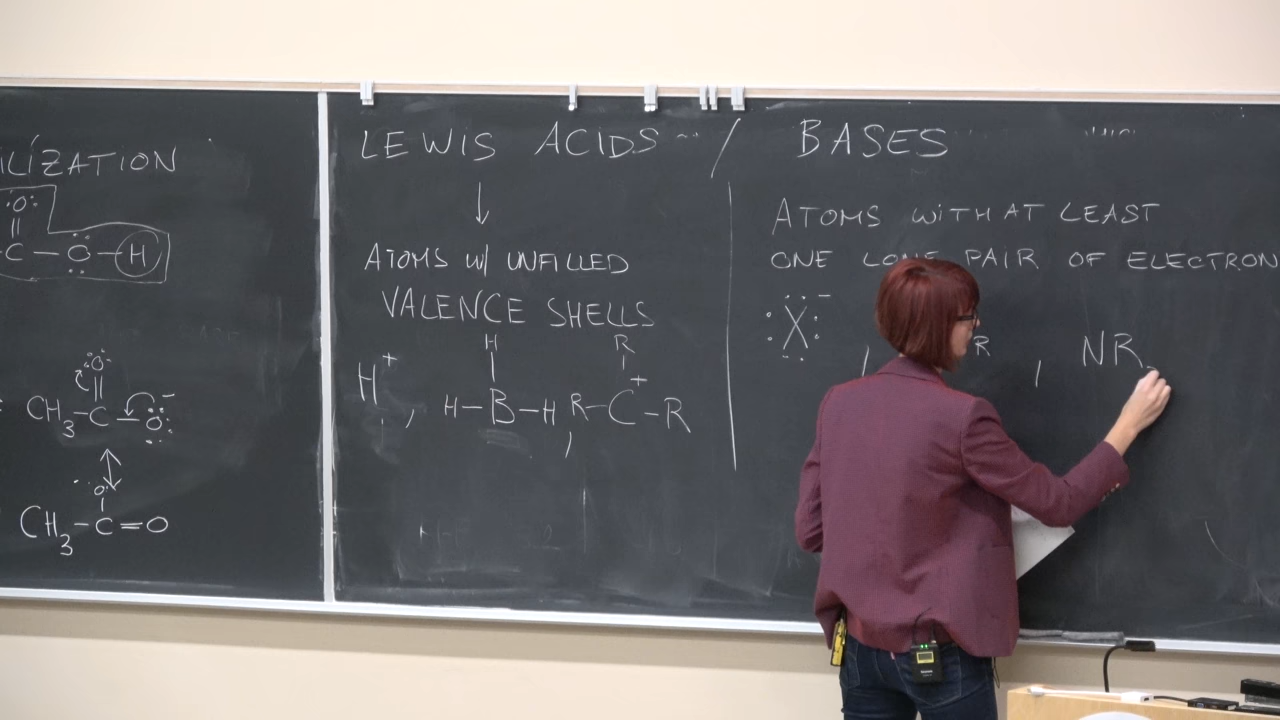 ILIZATION
:O:
||
C—O—H
:O:
||
CH3—C—O:−
O
|
CH3—C=O
LEWIS ACIDS / BASES
↓
ATOMS W/ UNFILLED
VALENCE SHELLS
H R
H+ , H—B—H , R—C+—R
ATOMS WITH AT LEAST
ONE LONE PAIR OF ELECTRON
:X:− , R , NR